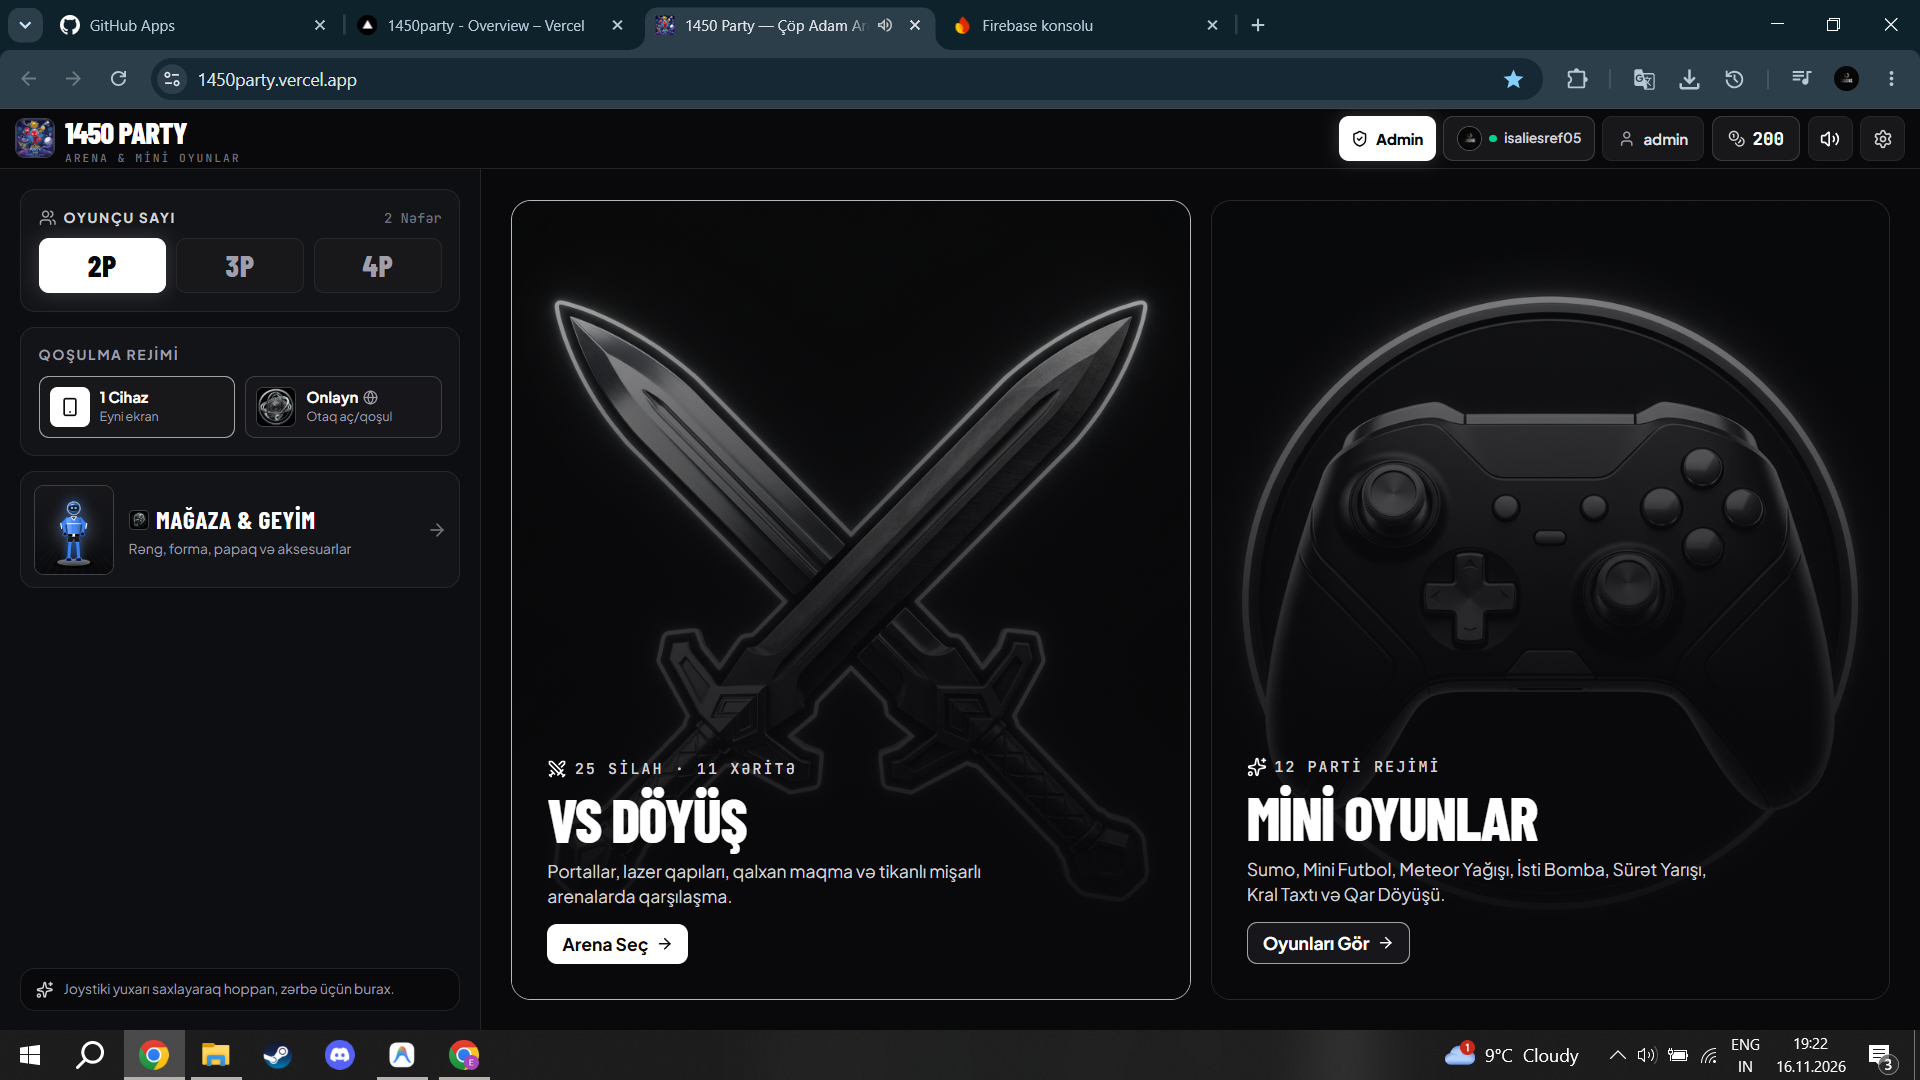 GitHub Apps
1450party - Overview – Vercel
1450 Party — Çöp Adam Ar
Firebase konsolu
1450party.vercel.app
1450 PARTY
ARENA & MİNİ OYUNLAR
Admin
isaliesref05
admin
200
OYUNÇU SAYI
2 Nəfər
2P
3P
4P
QOŞULMA REJİMİ
1 Cihaz
Eyni ekran
Onlayn
Otaq aç/qoşul
MAĞAZA & GEYİM
Rəng, forma, papaq və aksesuarlar
Joystiki yuxarı saxlayaraq hoppan, zərbə üçün burax.
25 SİLAH · 11 XƏRİTƏ
VS DÖYÜŞ
Portallar, lazer qapıları, qalxan maqma və tikanlı mişarlı
arenalarda qarşılaşma.
Arena Seç
12 PARTİ REJİMİ
MİNİ OYUNLAR
Sumo, Mini Futbol, Meteor Yağışı, İsti Bomba, Sürət Yarışı,
Kral Taxtı və Qar Döyüşü.
Oyunları Gör
E
1
9°C Cloudy
ENG
IN
19:22
16.11.2026
3